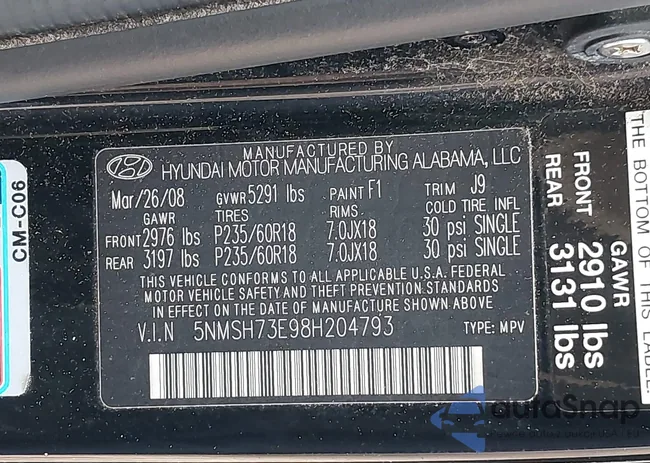 MANUFACTURED BY
HYUNDAI MOTOR MANUFACTURING ALABAMA, LLC
Mar/26/08 GVWR 5291 lbs PAINT F1 TRIM J9
GAWR TIRES RIMS COLD TIRE INFL
FRONT 2976 lbs P235/60R18 7.0JX18 30 psi SINGLE
REAR 3197 lbs P235/60R18 7.0JX18 30 psi SINGLE
THIS VEHICLE CONFORMS TO ALL APPLICABLE U.S.A. FEDERAL
MOTOR VEHICLE SAFETY AND THEFT PREVENTION STANDARDS
IN EFFECT ON THE DATE OF MANUFACTURE SHOWN ABOVE.
V.I.N 5NMSH73E98H204793 TYPE: MPV
CM-C06
GAWR
FRONT 2910 lbs
REAR 3131 lbs
THE BOTTOM OF
THIS LABEL
autoSnap